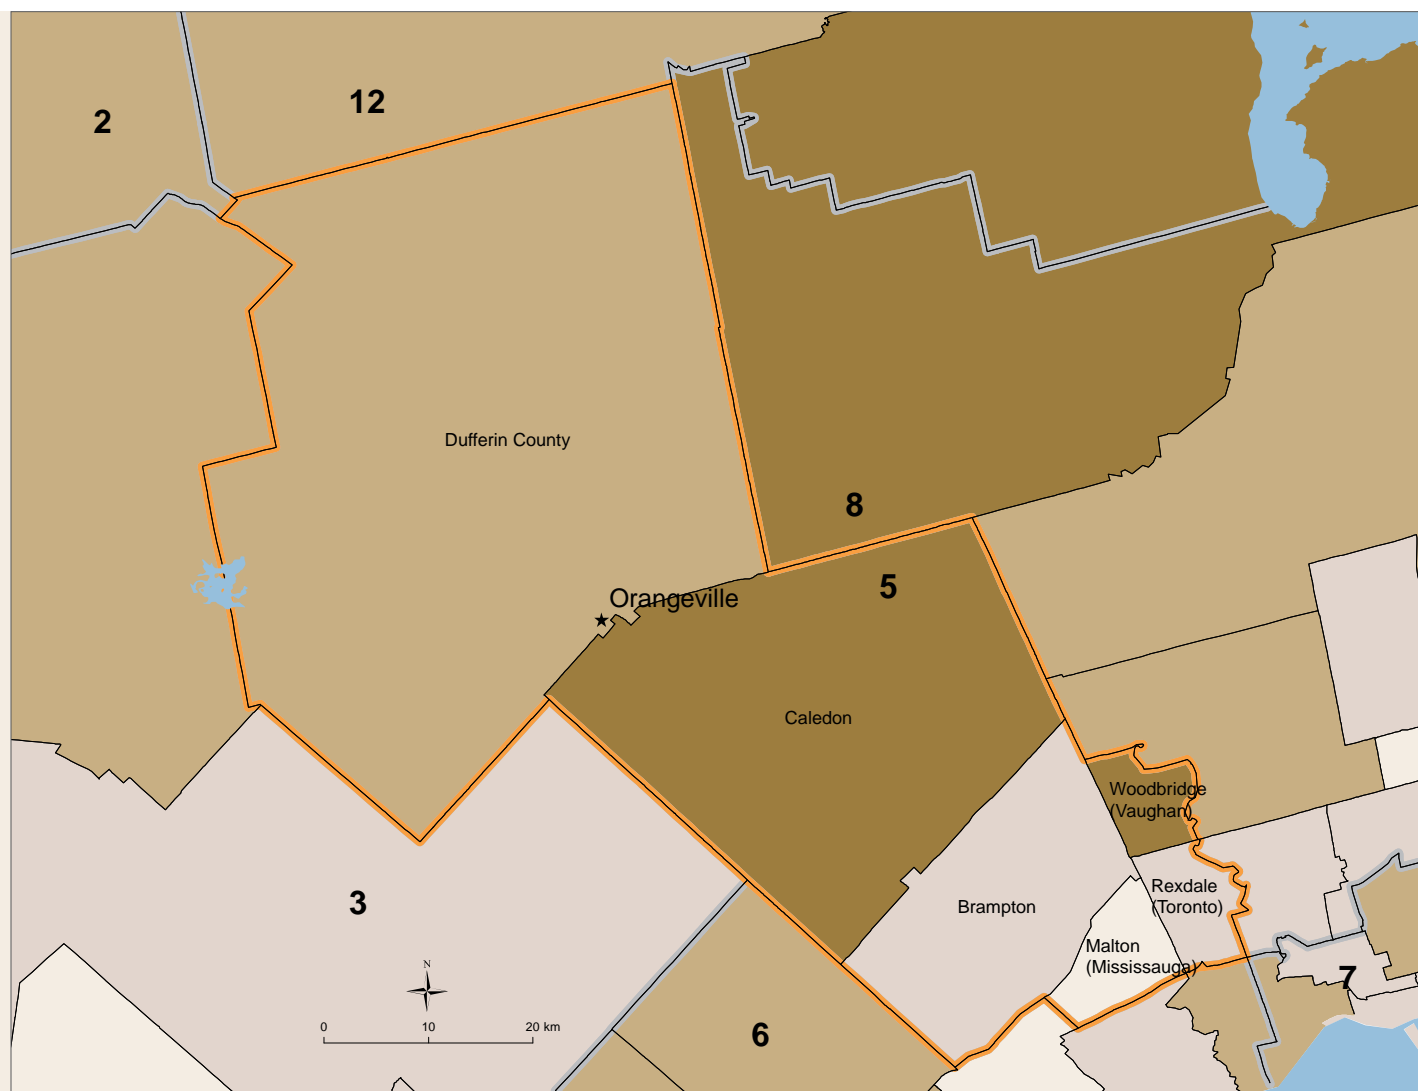 12
2
Dufferin County
8
5
Orangeville
Caledon
Woodbridge
(Vaughan)
Rexdale
(Toronto)
Brampton
3
Malton
(Mississauga)
N
7
0 10 20 km
6